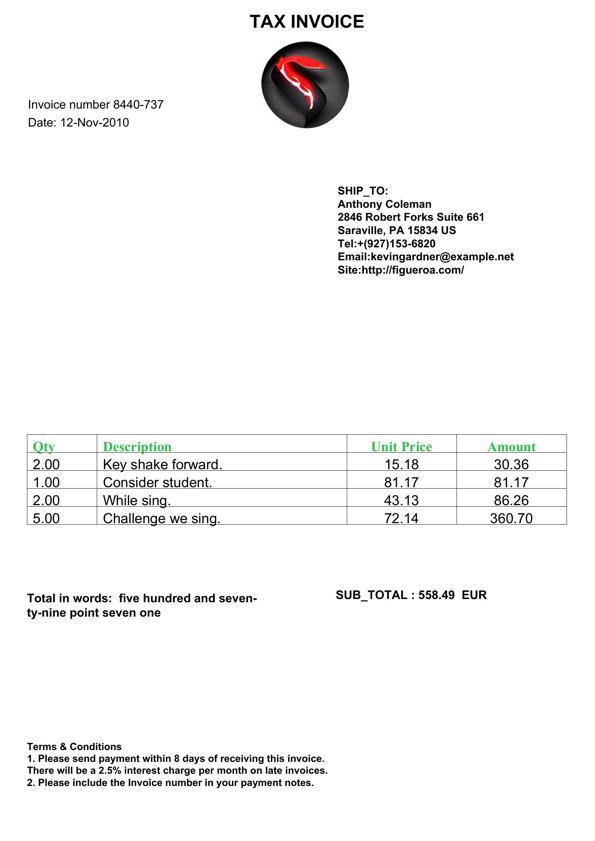 TAX INVOICE
Invoice number 8440-737
Date: 12-Nov-2010
SHIP_TO:
Anthony Coleman
2846 Robert Forks Suite 661
Saraville, PA 15834 US
Tel:+(927)153-6820
Email:kevingardner@example.net
Site:http://figueroa.com/
Qty Description Unit Price Amount
2.00 Key shake forward. 15.18 30.36
1.00 Consider student. 81.17 81.17
2.00 While sing. 43.13 86.26
5.00 Challenge we sing. 72.14 360.70
Total in words:  five hundred and seven-
ty-nine point seven one
SUB_TOTAL : 558.49  EUR
Terms & Conditions
1. Please send payment within 8 days of receiving this invoice.
There will be a 2.5% interest charge per month on late invoices.
2. Please include the Invoice number in your payment notes.